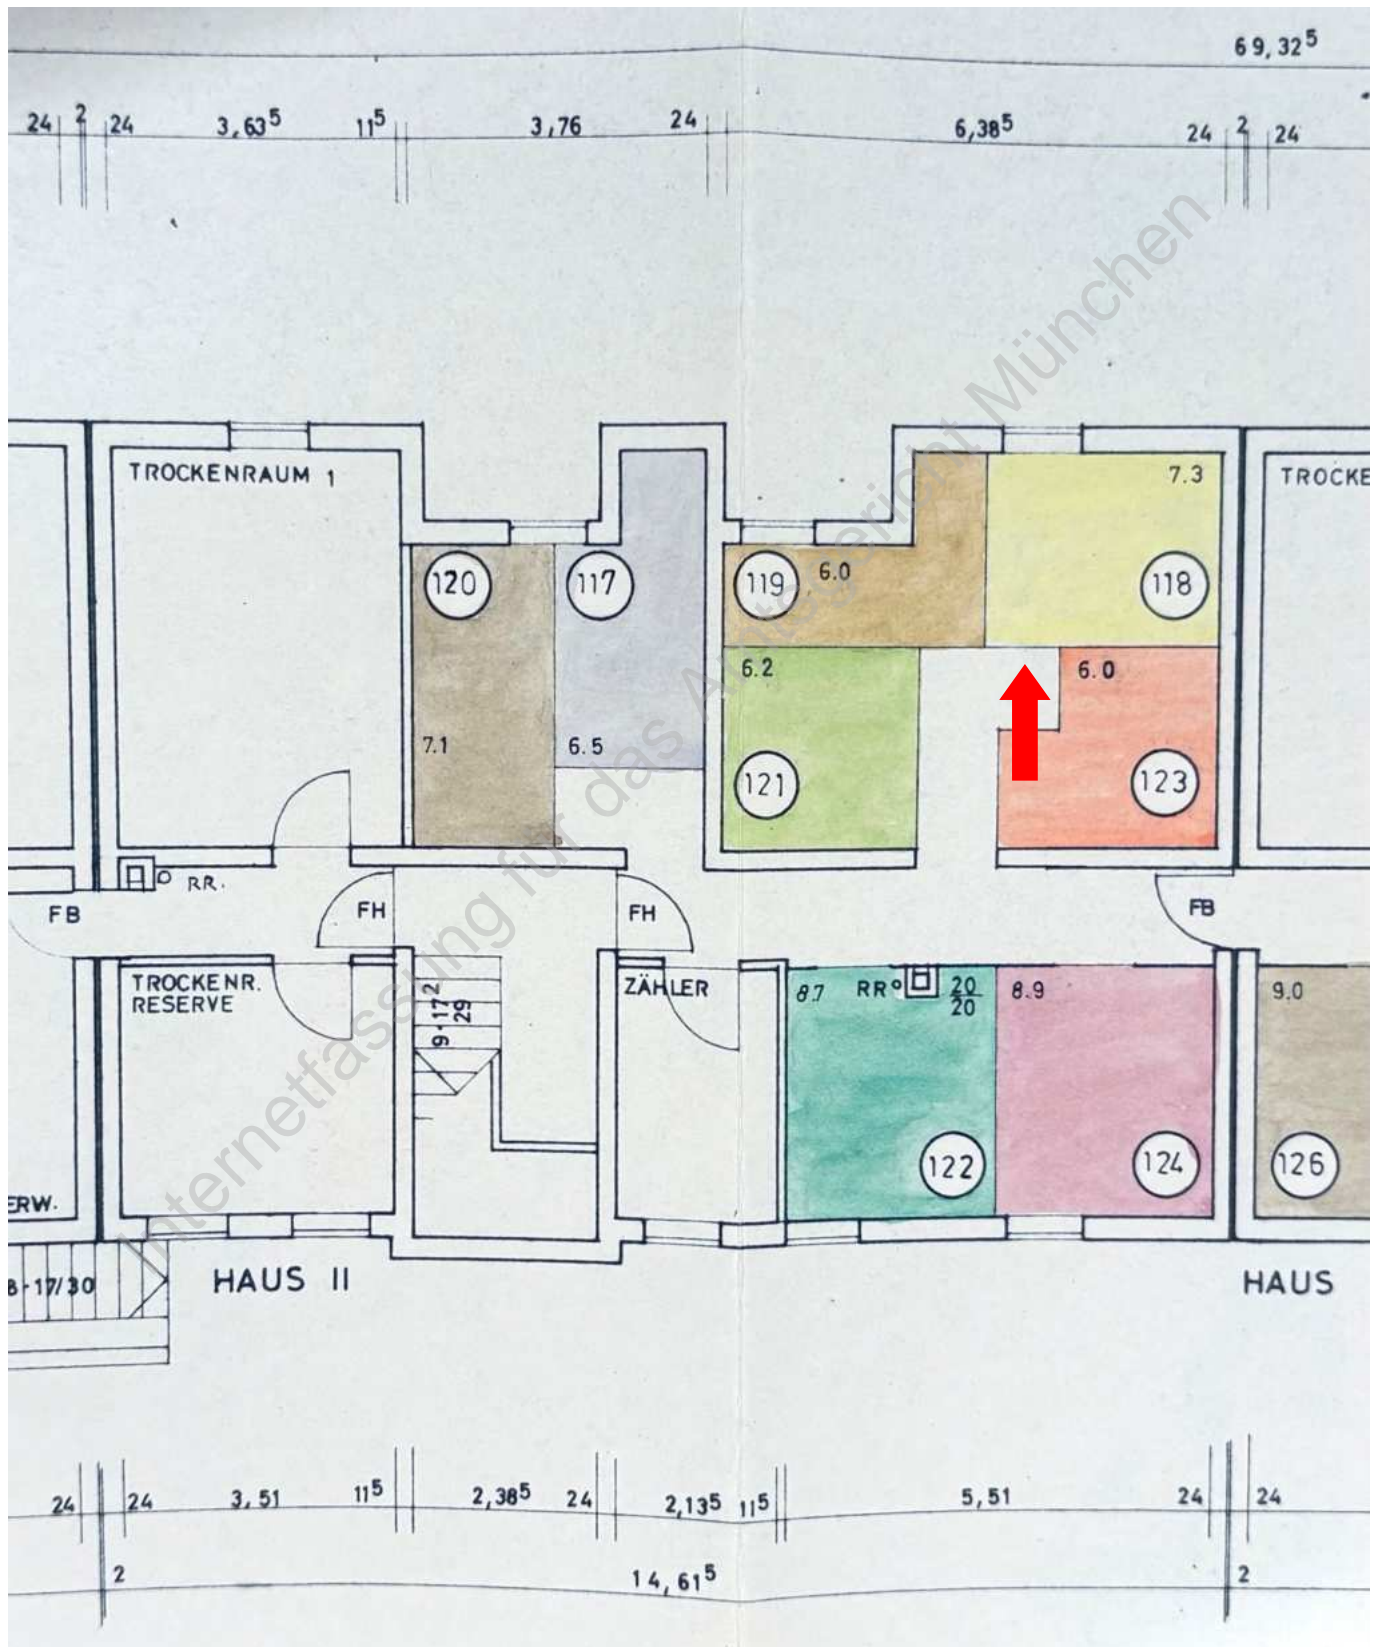 69,32⁵
24 2 24 3,63⁵ 11⁵ 3,76 24 6,38⁵ 24 2 24
TROCKENRAUM 1
7.3
TROCKE
120
117
119
6.0
118
6.2
6.0
7.1
6.5
121
123
RR.
FB
FH
FH
FB
TROCKENR.
RESERVE
9-17²
29
ZÄHLER
8.7
RR
20
20
8.9
9.0
122
124
126
ERW.
8-17/30
HAUS II
HAUS
24 24 3,51 11⁵ 2,38⁵ 24 2,13⁵ 11⁵ 5,51 24 24
2 14,61⁵ 2
Internetfassung für das Amtsgericht München